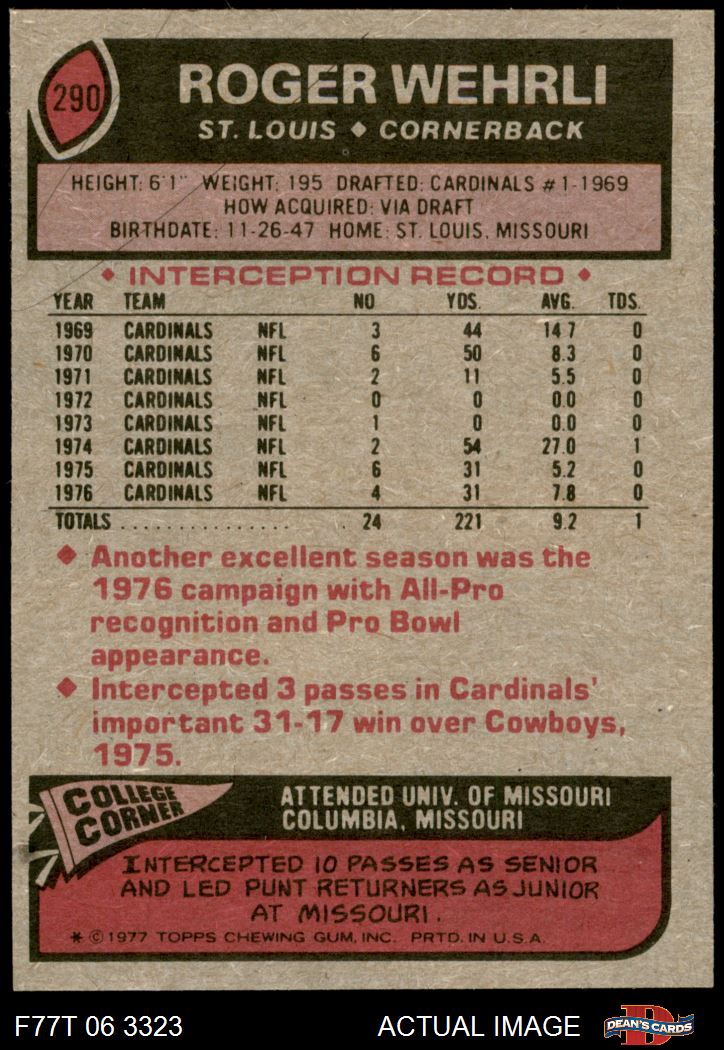 290
ROGER WEHRLI
ST. LOUIS ♦ CORNERBACK
HEIGHT: 6'1" WEIGHT: 195 DRAFTED: CARDINALS #1-1969
HOW ACQUIRED: VIA DRAFT
BIRTHDATE: 11-26-47 HOME: ST. LOUIS, MISSOURI
♦ INTERCEPTION RECORD ♦
YEAR TEAM NO YDS. AVG. TDS.
1969 CARDINALS NFL 3 44 14.7 0
1970 CARDINALS NFL 6 50 8.3 0
1971 CARDINALS NFL 2 11 5.5 0
1972 CARDINALS NFL 0 0 0.0 0
1973 CARDINALS NFL 1 0 0.0 0
1974 CARDINALS NFL 2 54 27.0 1
1975 CARDINALS NFL 6 31 5.2 0
1976 CARDINALS NFL 4 31 7.8 0
TOTALS . . . . . . . . . . . . . . . . . 24 221 9.2 1
♦ Another excellent season was the
1976 campaign with All-Pro
recognition and Pro Bowl
appearance.
♦ Intercepted 3 passes in Cardinals'
important 31-17 win over Cowboys,
1975.
COLLEGE
CORNER
ATTENDED UNIV. OF MISSOURI
COLUMBIA, MISSOURI
INTERCEPTED 10 PASSES AS SENIOR
AND LED PUNT RETURNERS AS JUNIOR
AT MISSOURI.
* © 1977 TOPPS CHEWING GUM, INC. PRTD. IN U.S.A.
F77T 06 3323 ACTUAL IMAGE
D
DEAN'S CARDS